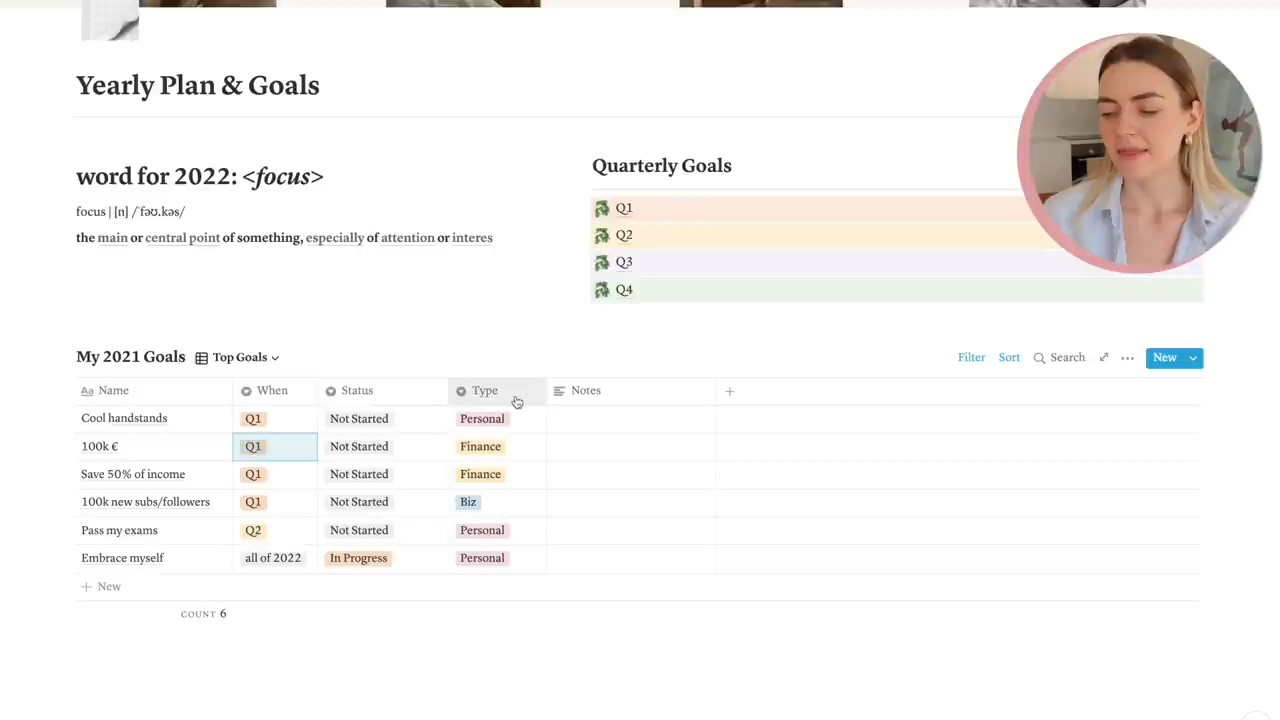 Yearly Plan & Goals
word for 2022: <focus>
focus | [n] /ˈfəʊ.kəs/
the main or central point of something, especially of attention or interes
Quarterly Goals
Q1
Q2
Q3
Q4
My 2021 Goals Top Goals
Filter Sort Search ··· New
Aa Name When Status Type Notes +
Cool handstands Q1 Not Started Personal
100k € Q1 Not Started Finance
Save 50% of income Q1 Not Started Finance
100k new subs/followers Q1 Not Started Biz
Pass my exams Q2 Not Started Personal
Embrace myself all of 2022 In Progress Personal
+ New
COUNT 6